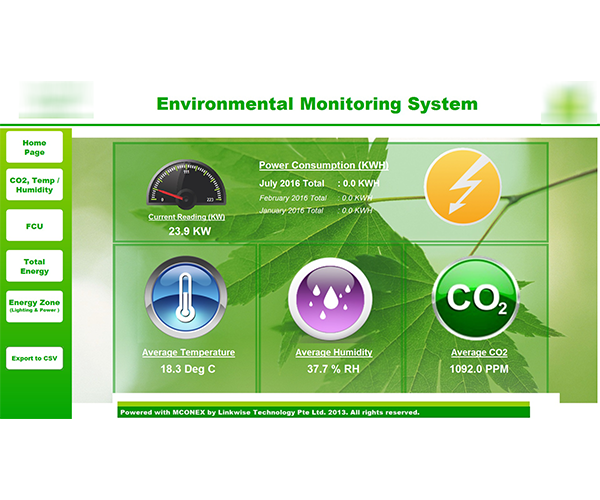 Environmental Monitoring System
Home
Page
CO2, Temp /
Humidity
FCU
Total
Energy
Energy Zone
(Lighting & Power )
Export to CSV
111
0
223
Current Reading (KW)
23.9 KW
Power Consumption (KWH)
July 2016 Total : 0.0 KWH
February 2016 Total : 0.0 KWH
January 2016 Total : 0.0 KWH
Average Temperature
18.3 Deg C
Average Humidity
37.7 % RH
CO2
Average CO2
1092.0 PPM
Powered with MCONEX by Linkwise Technology Pte Ltd. 2013. All rights reserved.